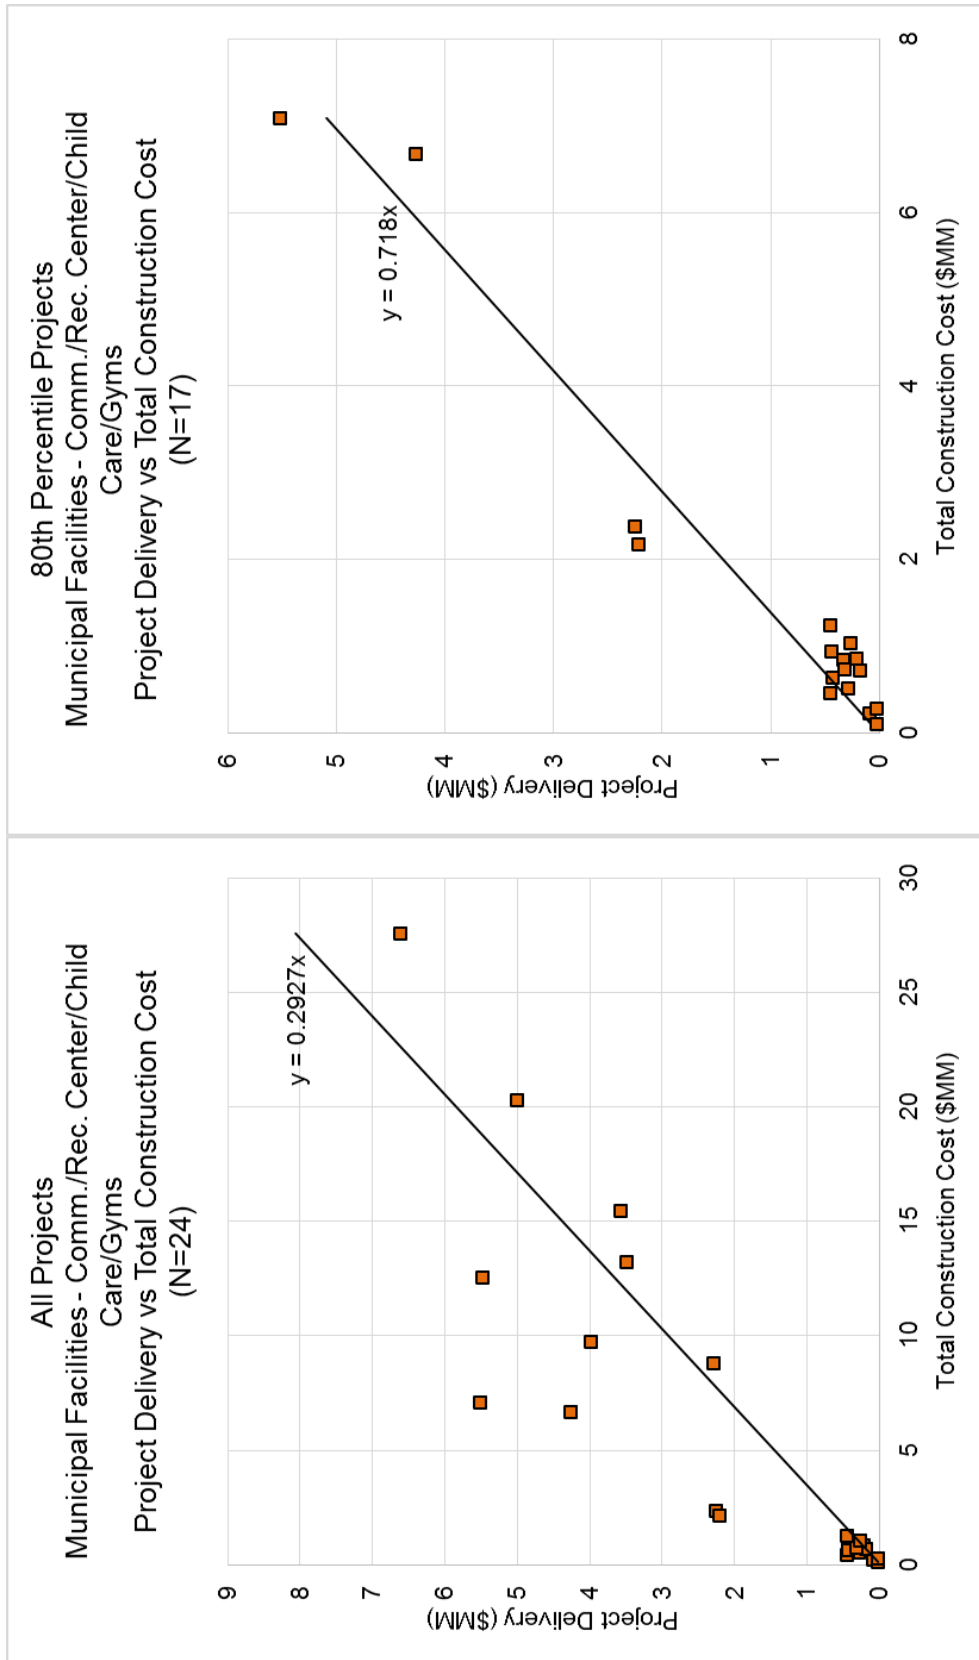 All Projects
Municipal Facilities - Comm./Rec. Center/Child
Care/Gyms
Project Delivery vs Total Construction Cost
(N=24)
y = 0.2927x
9
8
7
6
5
4
3
2
1
0
Project Delivery ($MM)
0
5
10
15
20
25
30
Total Construction Cost ($MM)
80th Percentile Projects
Municipal Facilities - Comm./Rec. Center/Child
Care/Gyms
Project Delivery vs Total Construction Cost
(N=17)
y = 0.718x
6
5
4
3
2
1
0
Project Delivery ($MM)
0
2
4
6
8
Total Construction Cost ($MM)